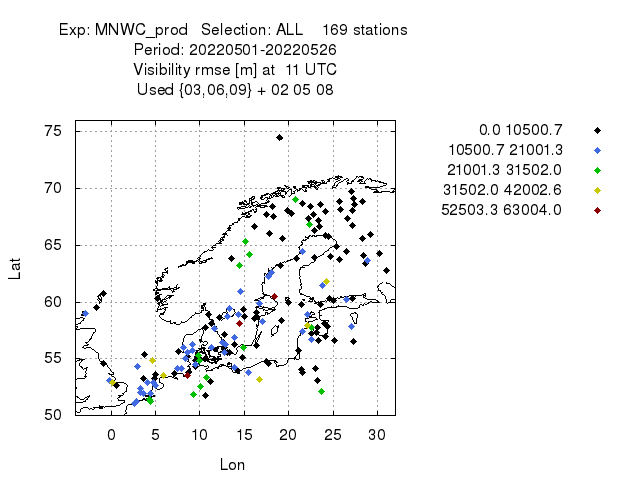 Exp: MNWC_prod Selection: ALL 169 stations
Period: 20220501-20220526
Visibility rmse [m] at 11 UTC
Used {03,06,09} + 02 05 08
0.0 10500.7
10500.7 21001.3
21001.3 31502.0
31502.0 42002.6
52503.3 63004.0
75
70
65
60
55
50
Lat
0 5 10 15 20 25 30
Lon